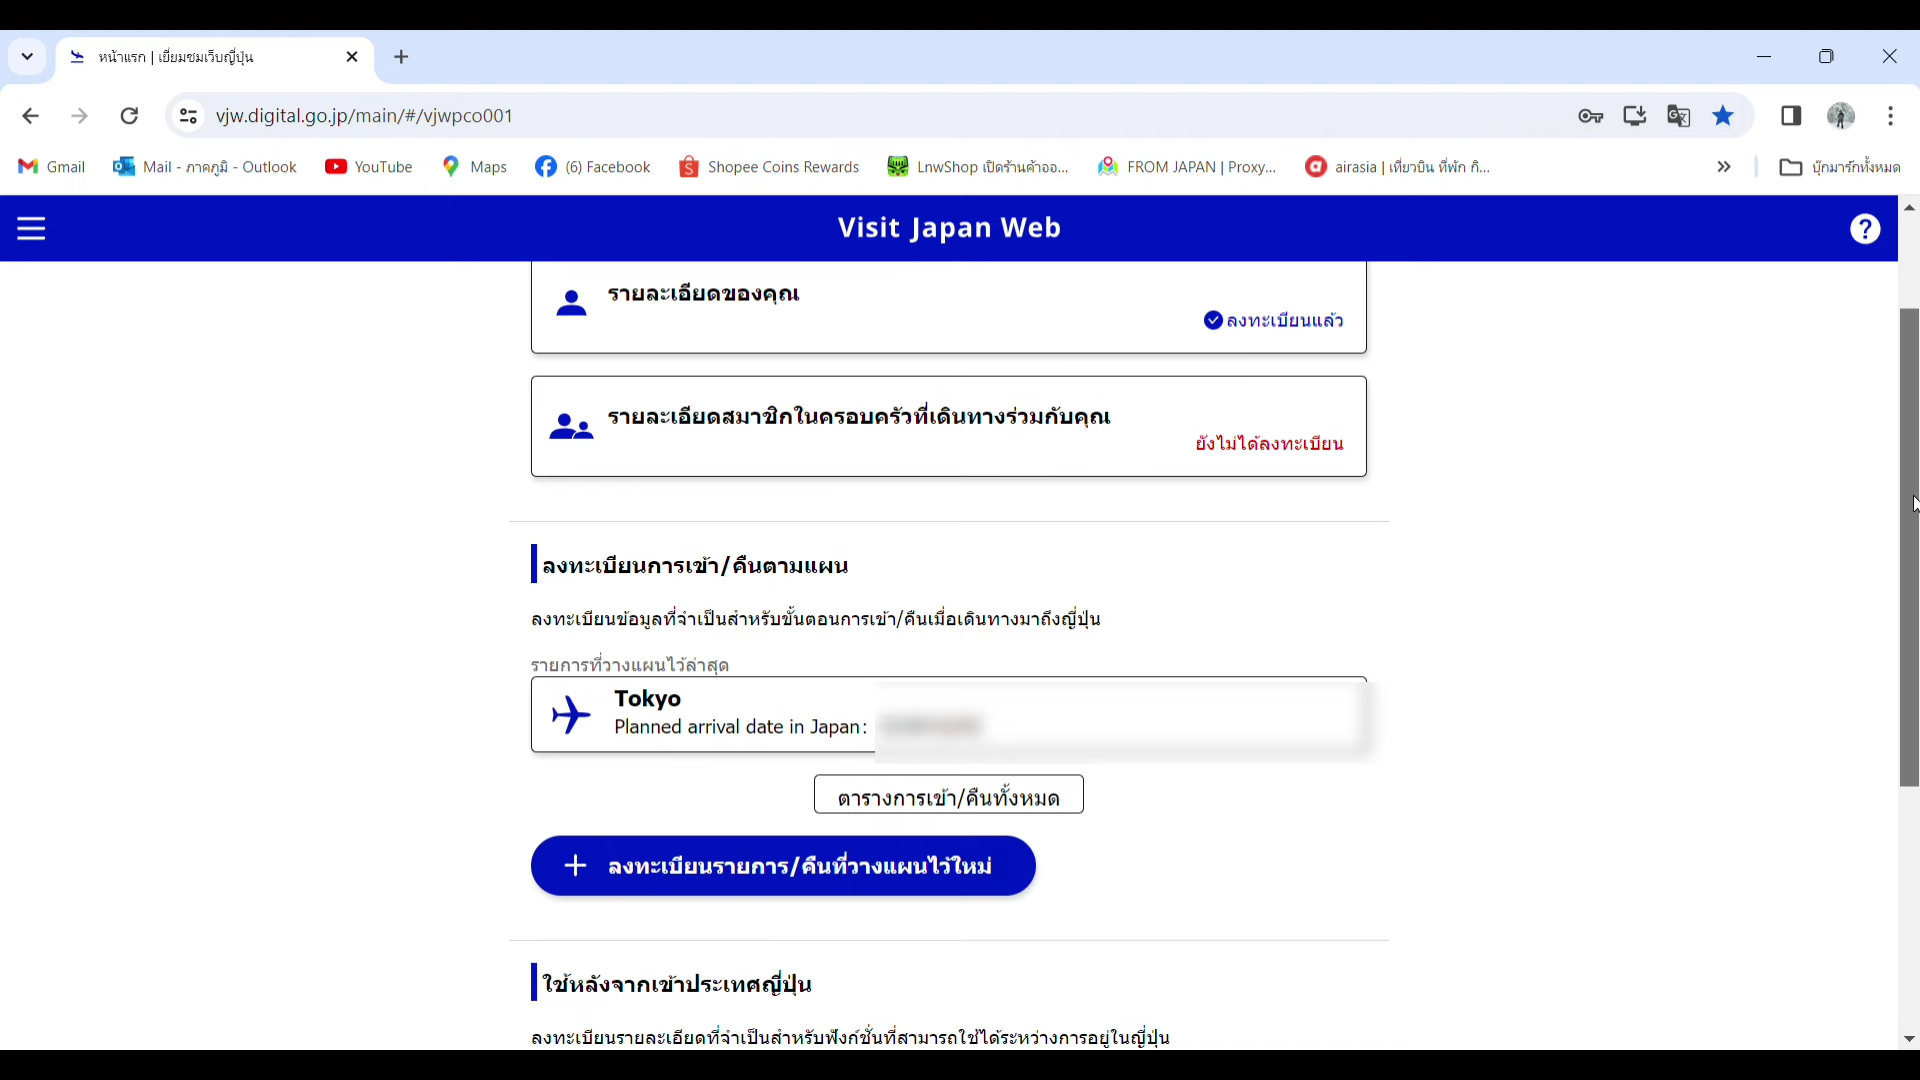 หน้าแรก | เยี่ยมชมเว็บญี่ปุ่น
vjw.digital.go.jp/main/#/vjwpco001
Gmail
Mail - ภาคภูมิ - Outlook
YouTube
Maps
(6) Facebook
Shopee Coins Rewards
LnwShop เปิดร้านค้าออ...
FROM JAPAN | Proxy...
airasia | เที่ยวบิน ที่พัก กิ...
บุ๊กมาร์กทั้งหมด
Visit Japan Web
รายละเอียดของคุณ
ลงทะเบียนแล้ว
รายละเอียดสมาชิกในครอบครัวที่เดินทางร่วมกับคุณ
ยังไม่ได้ลงทะเบียน
ลงทะเบียนการเข้า/คืนตามแผน
ลงทะเบียนข้อมูลที่จำเป็นสำหรับขั้นตอนการเข้า/คืนเมื่อเดินทางมาถึงญี่ปุ่น
รายการที่วางแผนไว้ล่าสุด
Tokyo
Planned arrival date in Japan:
ตารางการเข้า/คืนทั้งหมด
+ ลงทะเบียนรายการ/คืนที่วางแผนไว้ใหม่
ใช้หลังจากเข้าประเทศญี่ปุ่น
ลงทะเบียนรายละเอียดที่จำเป็นสำหรับฟังก์ชั่นที่สามารถใช้ได้ระหว่างการอยู่ในญี่ปุ่น